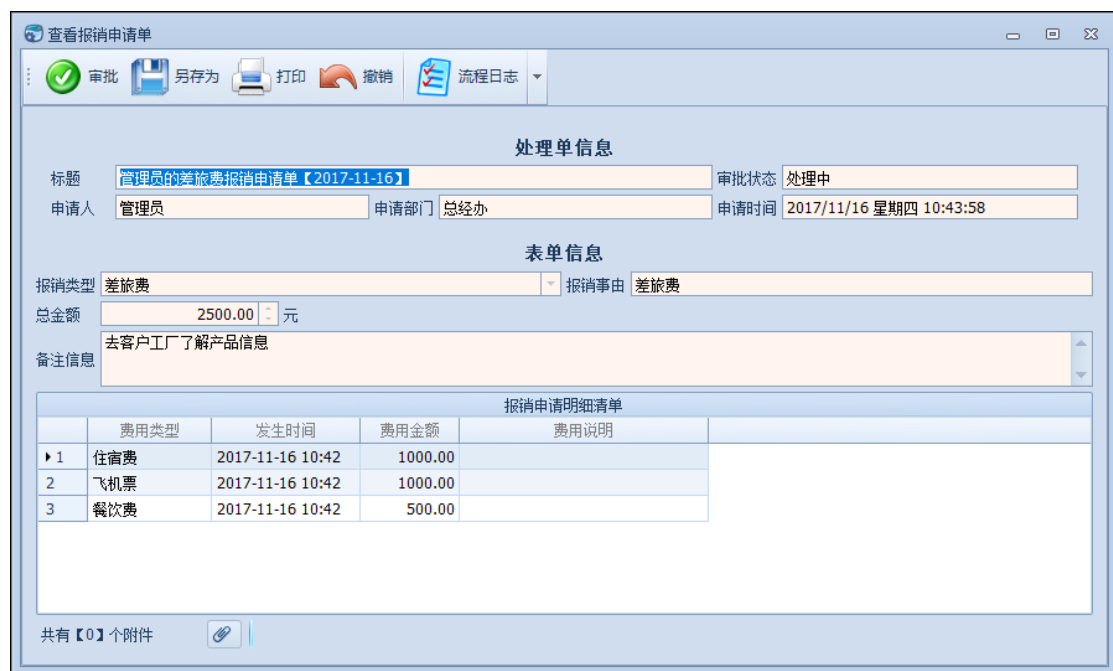 查看报销申请单
审批 另存为 打印 撤销 流程日志
处理单信息
标题 管理员的差旅费报销申请单【2017-11-16】 审批状态 处理中
申请人 管理员 申请部门 总经办 申请时间 2017/11/16 星期四 10:43:58
表单信息
报销类型 差旅费 报销事由 差旅费
总金额 2500.00 元
备注信息 去客户工厂了解产品信息
报销申请明细清单
费用类型 发生时间 费用金额 费用说明
1 住宿费 2017-11-16 10:42 1000.00
2 飞机票 2017-11-16 10:42 1000.00
3 餐饮费 2017-11-16 10:42 500.00
共有【0】个附件